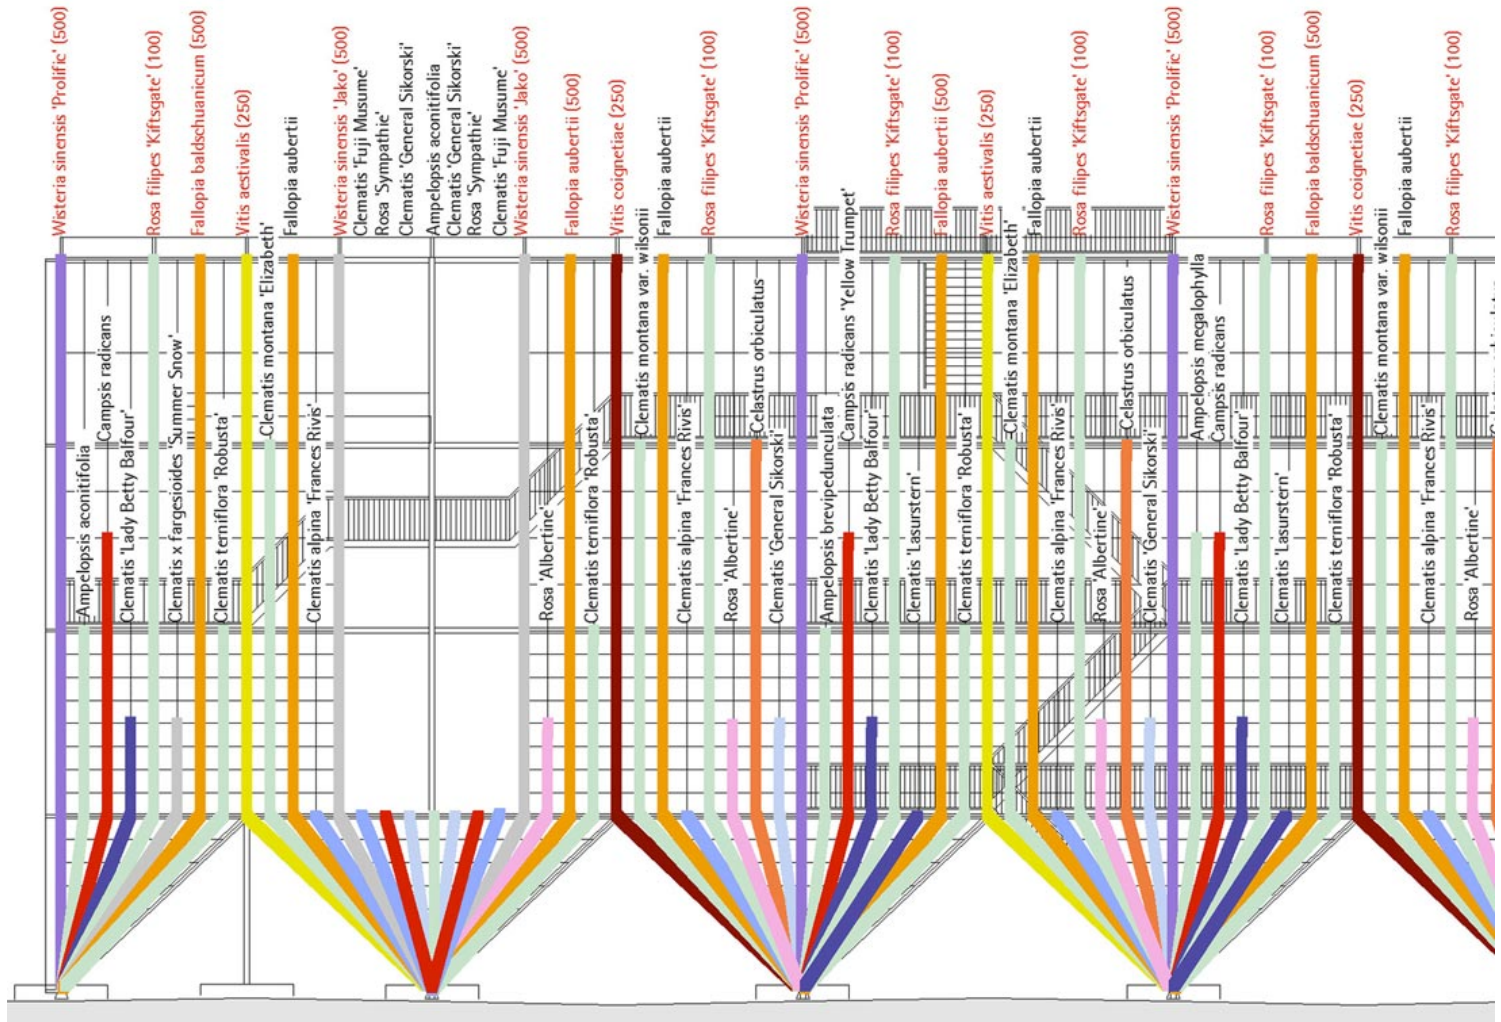 Wisteria sinensis 'Prolific' (500)
Rosa filipes 'Kiftsgate' (100)
Fallopia baldschuanicum (500)
Vitis aestivalis (250)
Clematis montana 'Elizabeth'
Fallopia aubertii
Wisteria sinensis 'Jako' (500)
Clematis 'Fuji Musume'
Rosa 'Sympathie'
Clematis 'General Sikorski'
Ampelopsis aconitifolia
Clematis 'General Sikorski'
Rosa 'Sympathie'
Clematis 'Fuji Musume'
Wisteria sinensis 'Jako' (500)
Fallopia aubertii (500)
Vitis coignetiae (250)
Clematis montana var. wilsonii
Fallopia aubertii
Rosa filipes 'Kiftsgate' (100)
Wisteria sinensis 'Prolific' (500)
Campsis radicans 'Yellow Trumpet'
Rosa filipes 'Kiftsgate' (100)
Fallopia aubertii (500)
Vitis aestivalis (250)
Clematis montana 'Elizabeth'
Fallopia aubertii
Rosa filipes 'Kiftsgate' (100)
Wisteria sinensis 'Prolific' (500)
Rosa filipes 'Kiftsgate' (100)
Fallopia baldschuanicum (500)
Vitis coignetiae (250)
Clematis montana var. wilsonii
Fallopia aubertii
Rosa filipes 'Kiftsgate' (100)
Ampelopsis aconitifolia
Campsis radicans
Clematis 'Lady Betty Balfour'
Clematis x fargesioides 'Summer Snow'
Clematis terniflora 'Robusta'
Clematis alpina 'Frances Rivis'
Rosa 'Albertine'
Clematis terniflora 'Robusta'
Clematis alpina 'Frances Rivis'
Rosa 'Albertine'
Celastrus orbiculatus
Clematis 'General Sikorski'
Ampelopsis brevipedunculata
Clematis 'Lady Betty Balfour'
Clematis 'Lasurstern'
Clematis terniflora 'Robusta'
Clematis alpina 'Frances Rivis'
Rosa 'Albertine'
Celastrus orbiculatus
Clematis 'General Sikorski'
Ampelopsis megalophylla
Campsis radicans
Clematis 'Lady Betty Balfour'
Clematis 'Lasurstern'
Clematis terniflora 'Robusta'
Clematis alpina 'Frances Rivis'
Rosa 'Albertine'